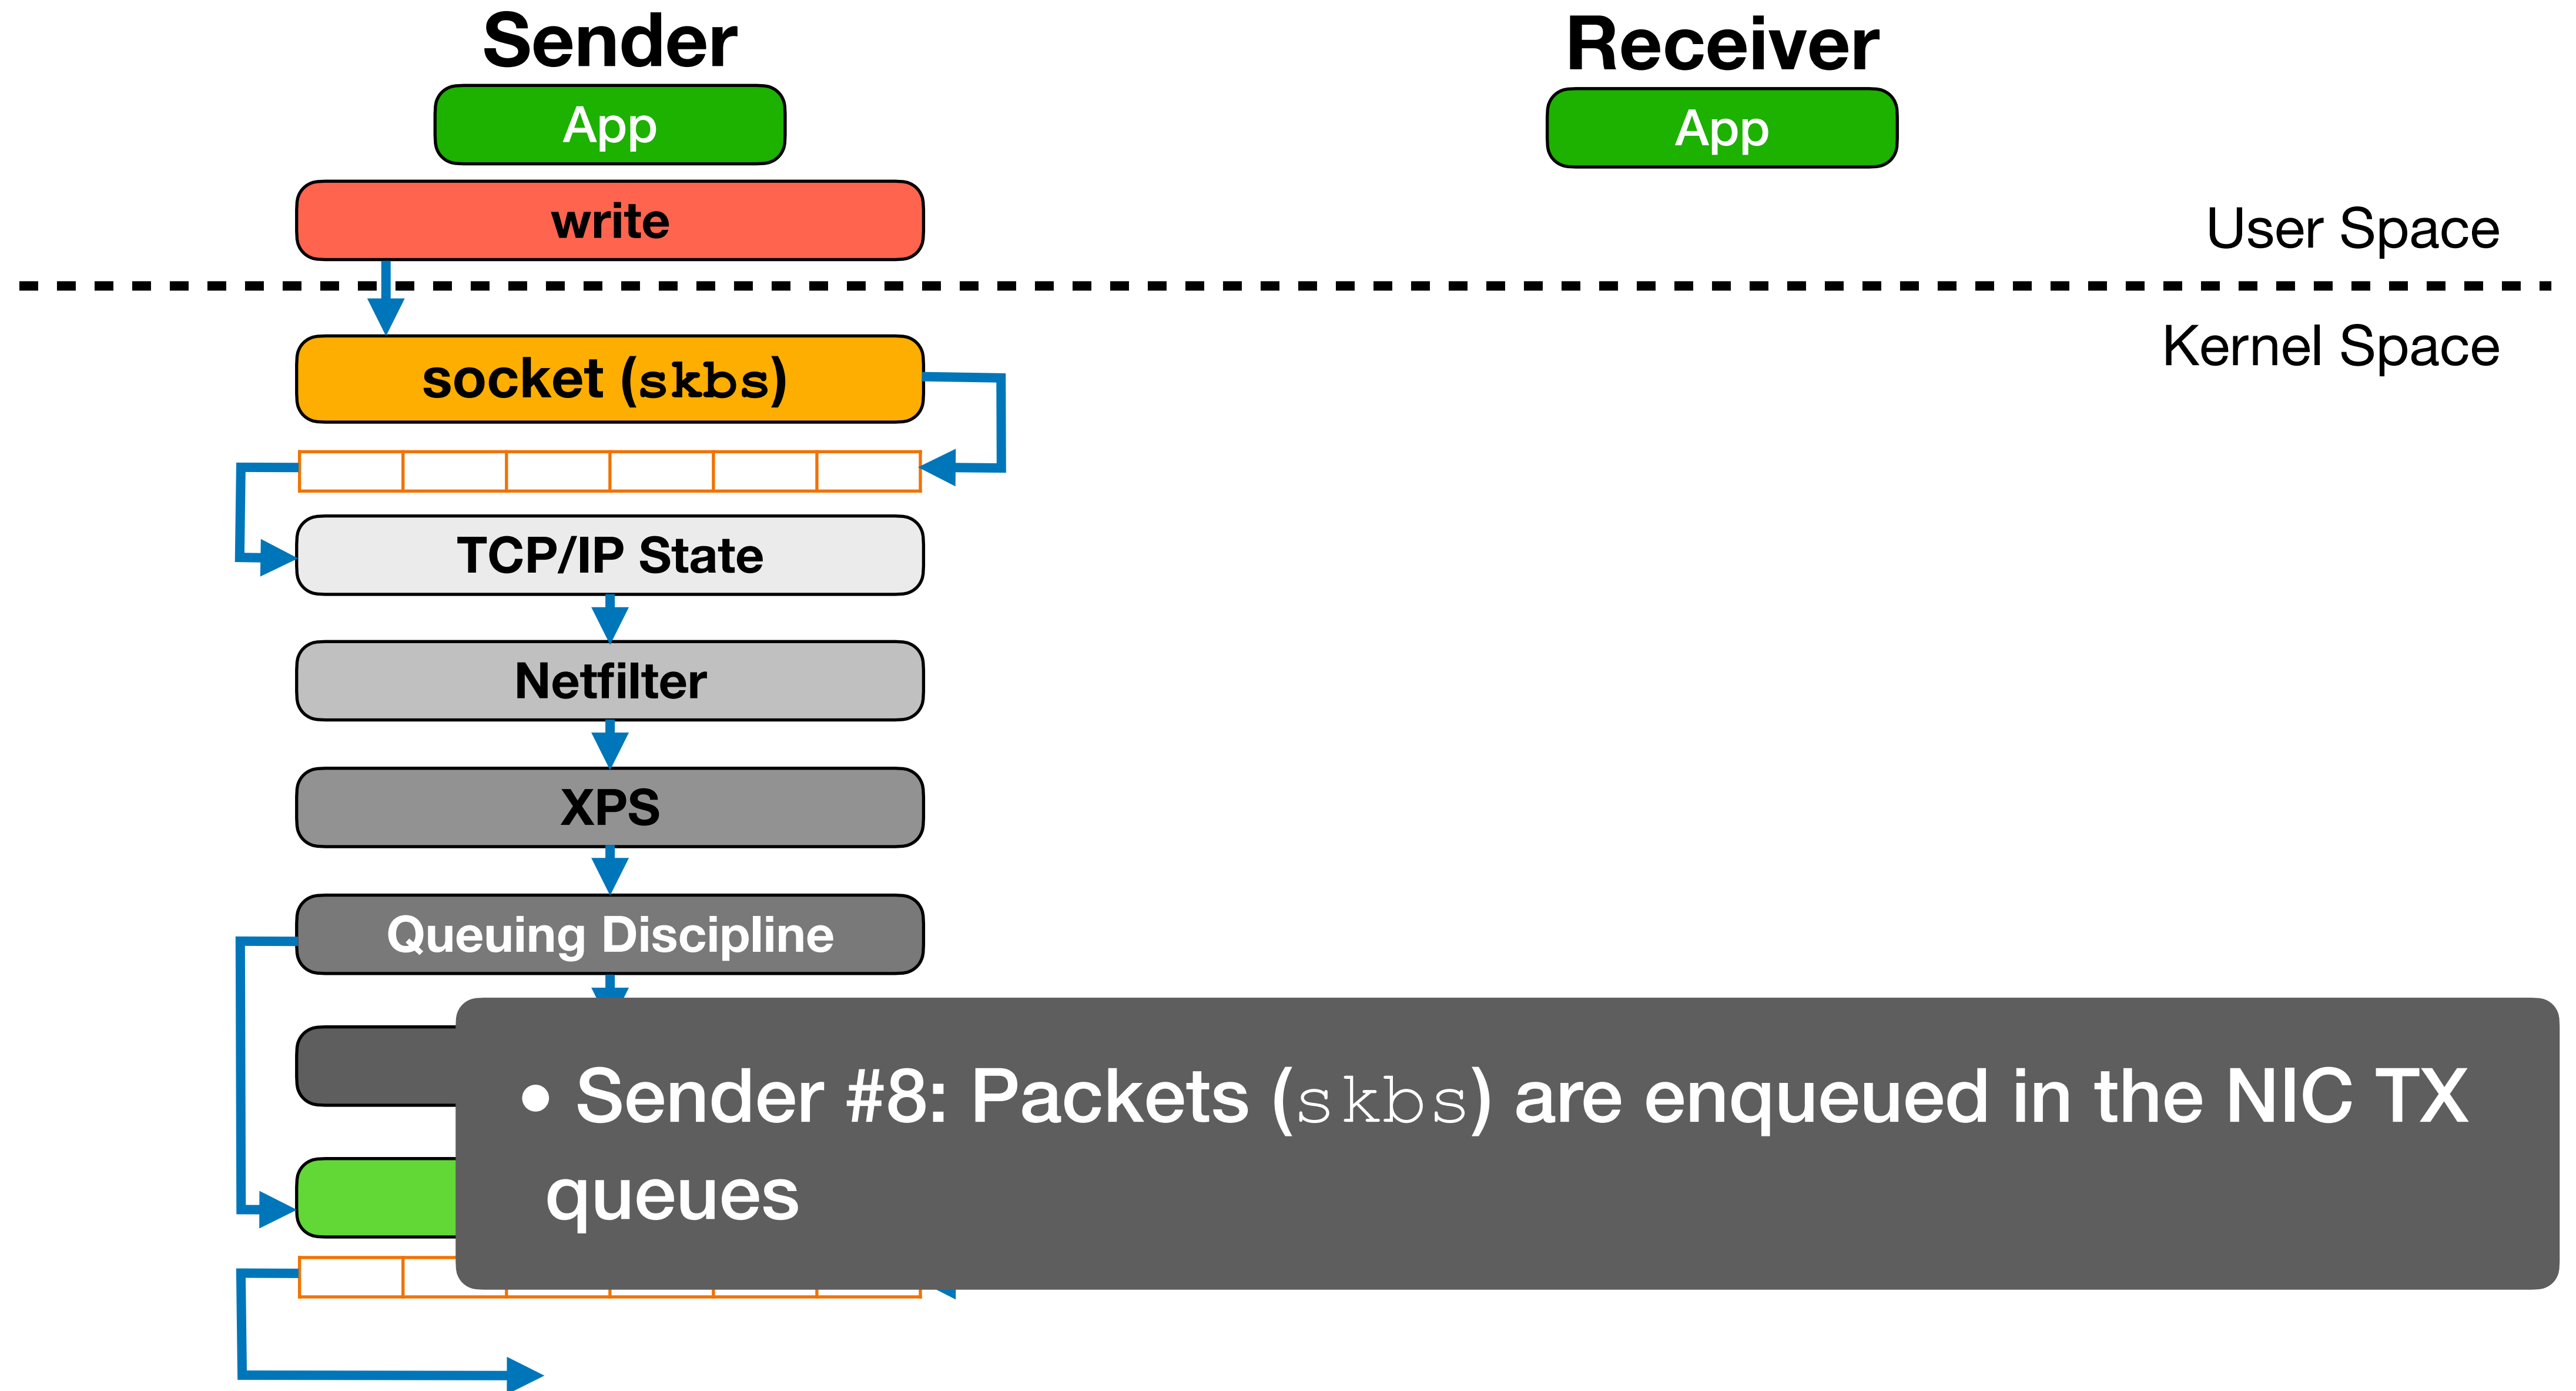 Sender
Receiver
App
App
write
User Space
Kernel Space
socket (skbs)
TCP/IP State
Netfilter
XPS
Queuing Discipline
• Sender #8: Packets (skbs) are enqueued in the NIC TX
queues